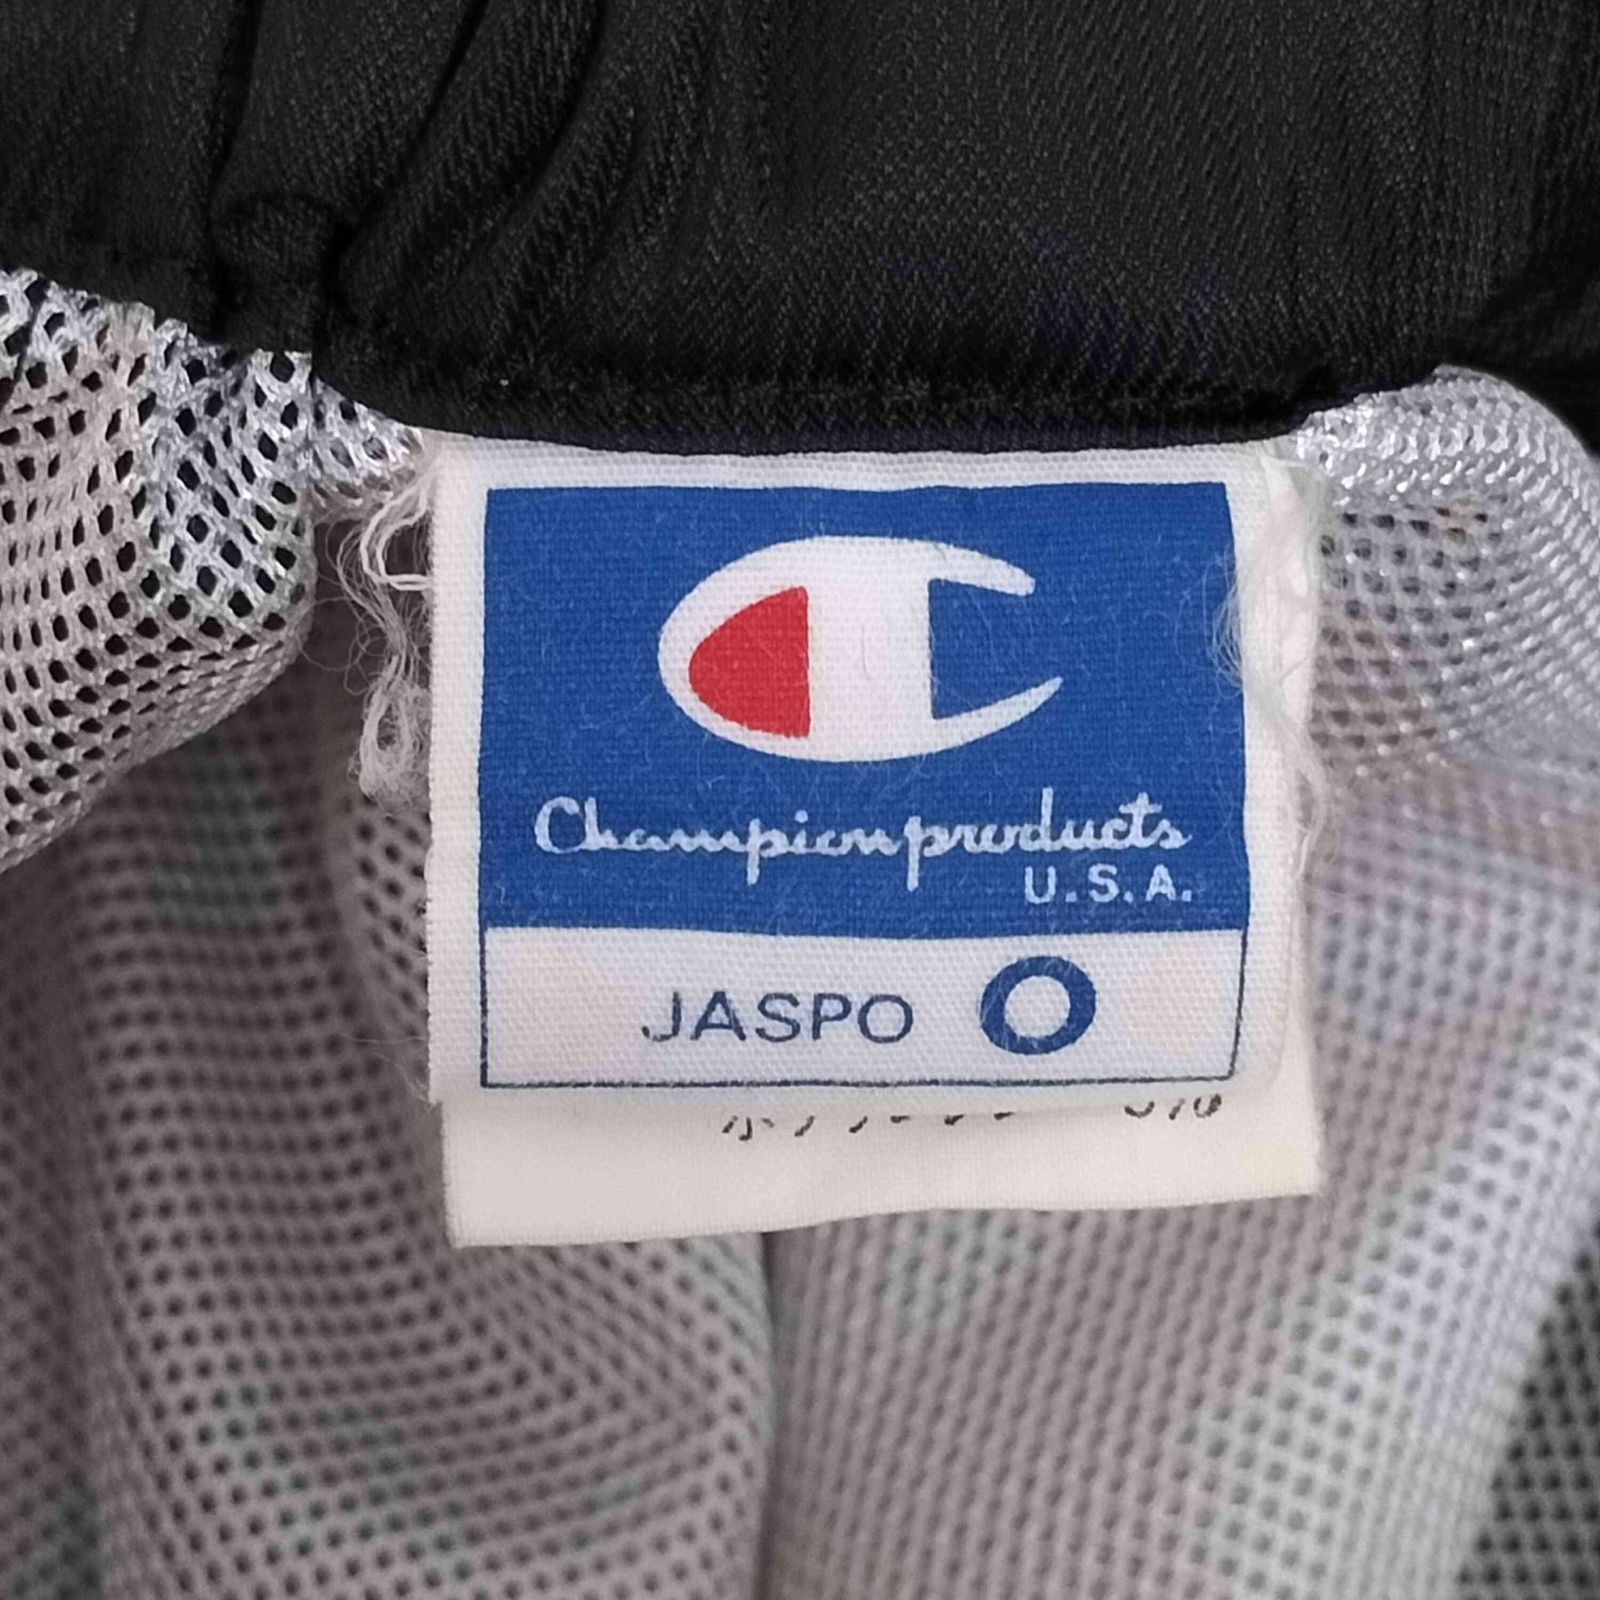 Champion products
U.S.A.
JASPO O